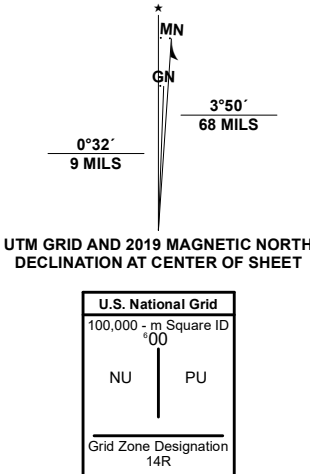 ★
MN
GN
3°50´
68 MILS
0°32´
9 MILS
UTM GRID AND 2019 MAGNETIC NORTH
DECLINATION AT CENTER OF SHEET
U.S. National Grid
100,000 - m Square ID
⁶00
NU PU
Grid Zone Designation
14R